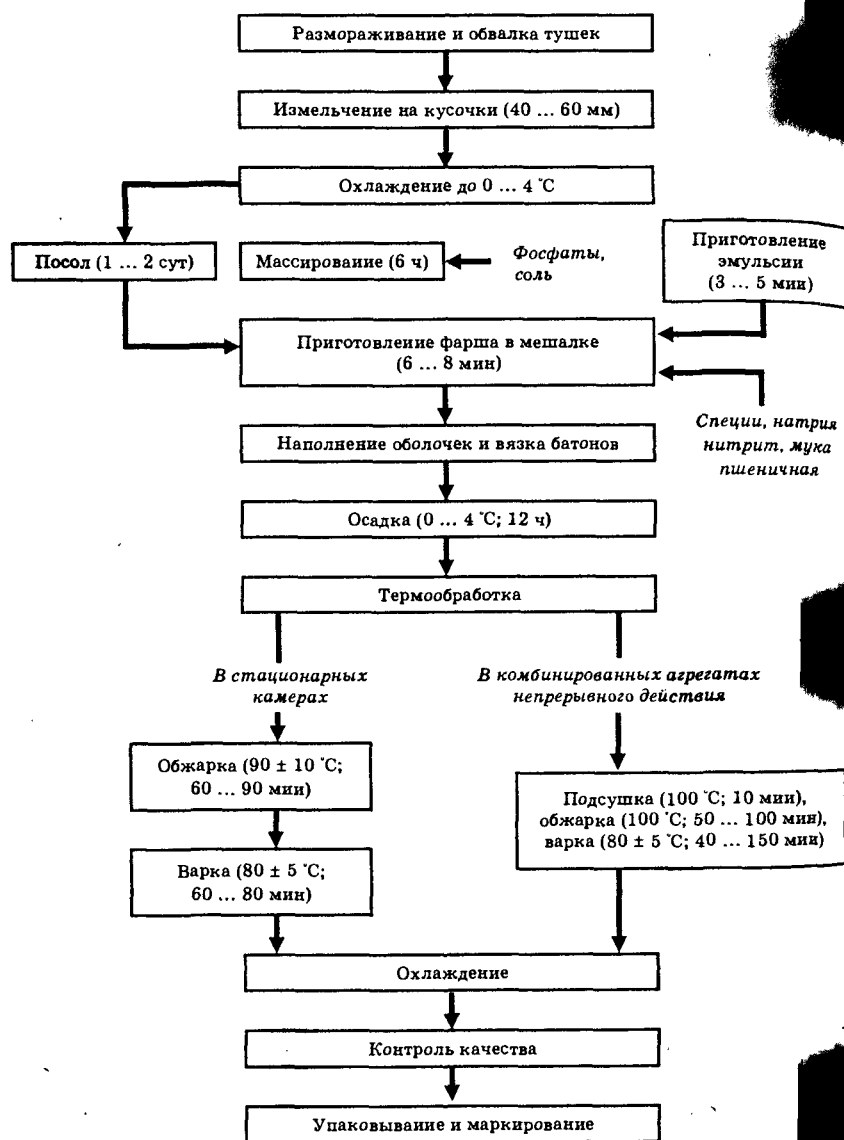 Размораживание и обвалка тушек
Измельчение на кусочки (40 ... 60 мм)
Охлаждение до 0 ... 4 °С
Посол (1 ... 2 сут)
Массирование (6 ч)
Фосфаты,
соль
Приготовление
эмульсии
(3 ... 5 мин)
Приготовление фарша в мешалке
(6 ... 8 мин)
Специи, натрия
нитрит, мука
пшеничная
Наполнение оболочек и вязка батонов
Осадка (0 ... 4 °С; 12 ч)
Термообработка
В стационарных
камерах
В комбинированных агрегатах
непрерывного действия
Обжарка (90 ± 10 °С;
60 ... 90 мин)
Подсушка (100 °С; 10 мин),
обжарка (100 °С; 50 ... 100 мин),
варка (80 ± 5 °С; 40 ... 150 мин)
Варка (80 ± 5 °С;
60 ... 80 мин)
Охлаждение
Контроль качества
Упаковывание и маркирование